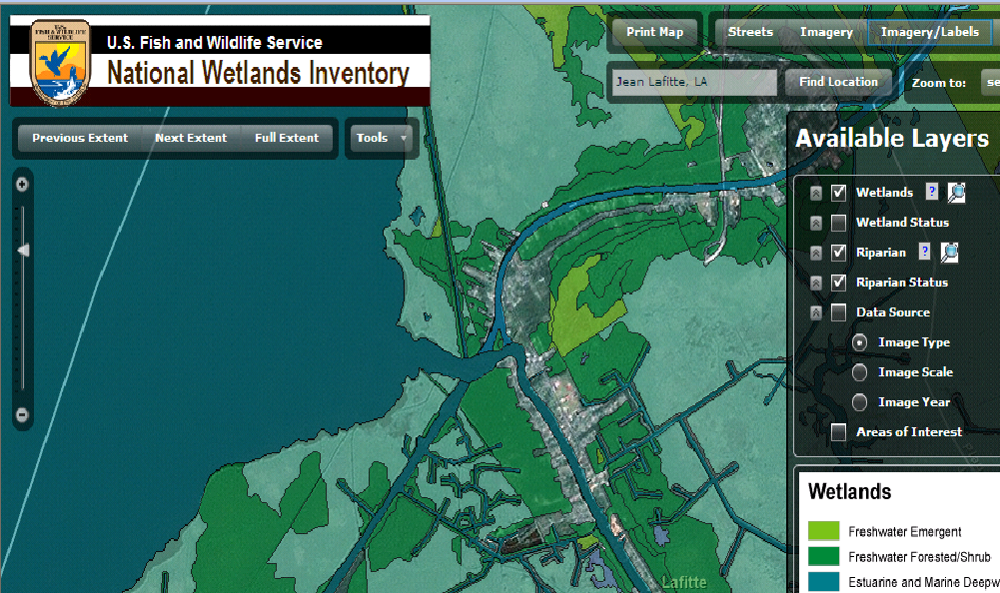 U.S.
FISH & WILDLIFE
SERVICE
U.S. Fish and Wildlife Service
National Wetlands Inventory
Print Map
Streets Imagery Imagery/Labels
Jean Lafitte, LA Find Location Zoom to: se
Previous Extent Next Extent Full Extent Tools
Available Layers
Wetlands ?
Wetland Status
Riparian ?
Riparian Status
Data Source
Image Type
Image Scale
Image Year
Areas of Interest
Wetlands
Freshwater Emergent
Freshwater Forested/Shrub
Estuarine and Marine Deepw
Lafitte